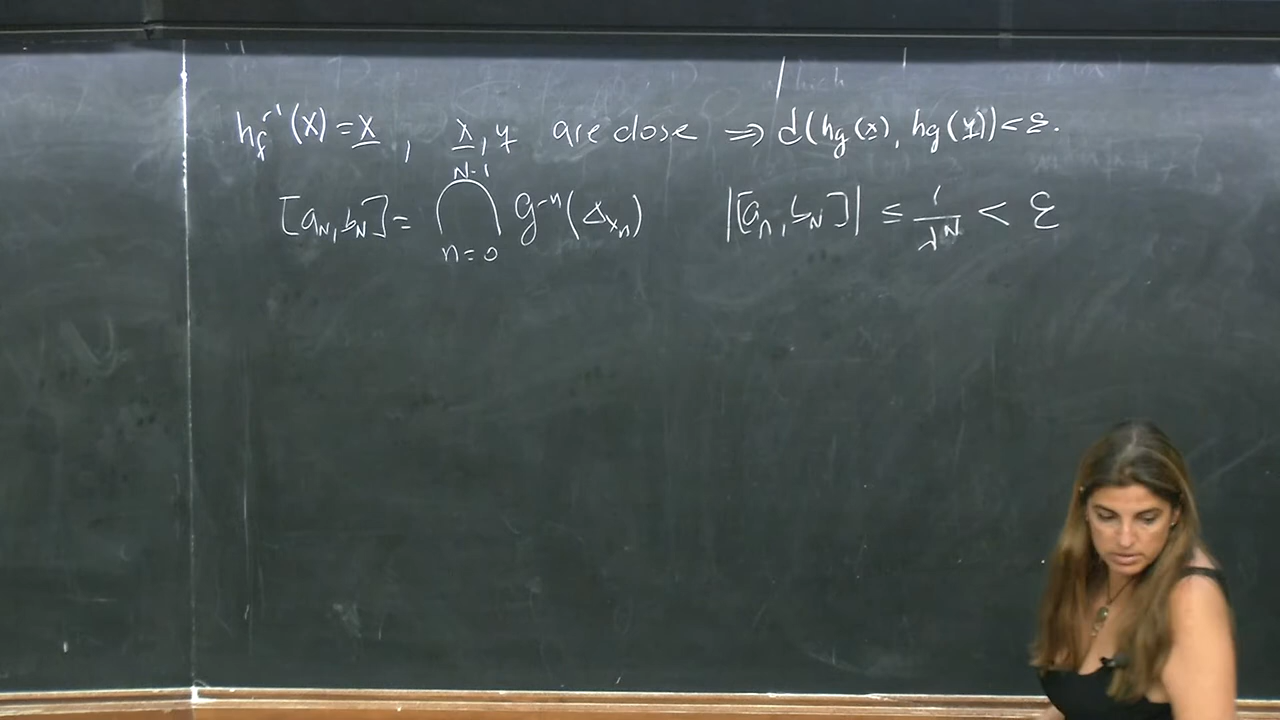 h_f^{-1}(x) = x̲ , x̲, y̲ are close ⇒ d(h_g(x̲), h_g(y̲)) < ε.
[a_N, b_N] = ⋂_{n=0}^{N-1} g^{-n}(Δ_{x_n}) |[a_n, b_N]| ≤ 1/λ^N < ε